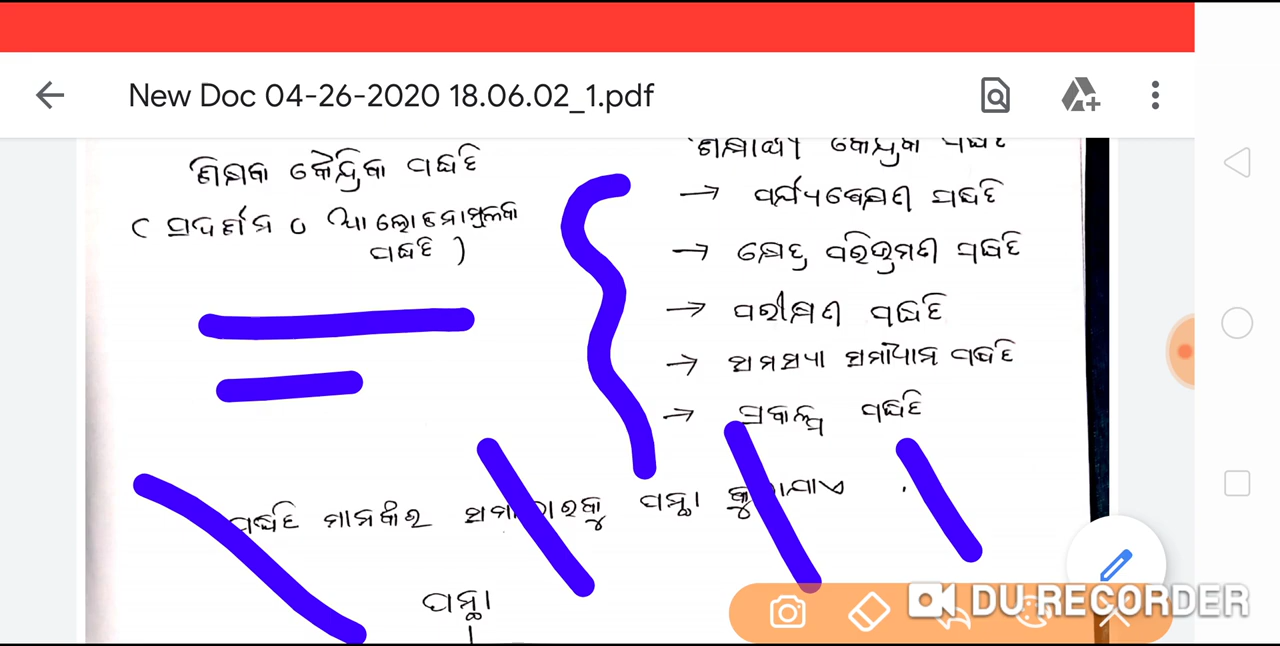 New Doc 04-26-2020 18.06.02_1.pdf
ଶିକ୍ଷକ କୈନ୍ଦ୍ରିକ ପଦ୍ଧତି
( ପ୍ରଦର୍ଶନ ଓ ଆଲୋଚନାମୂଳକ
ପଦ୍ଧତି )
ଶିକ୍ଷାର୍ଥୀ କୈନ୍ଦ୍ରିକ ପଦ୍ଧତି
→ ପର୍ଯ୍ୟବେକ୍ଷଣ ପଦ୍ଧତି
→ କ୍ଷେତ୍ର ପରିଭ୍ରମଣ ପଦ୍ଧତି
→ ପରୀକ୍ଷଣ ପଦ୍ଧତି
→ ସମସ୍ୟା ସମାଧାନ ପଦ୍ଧତି
→ ପ୍ରକଳ୍ପ ପଦ୍ଧତି
ପଦ୍ଧତି ମାନଙ୍କର ପନ୍ଥା
ପନ୍ଥା
DU RECORDER